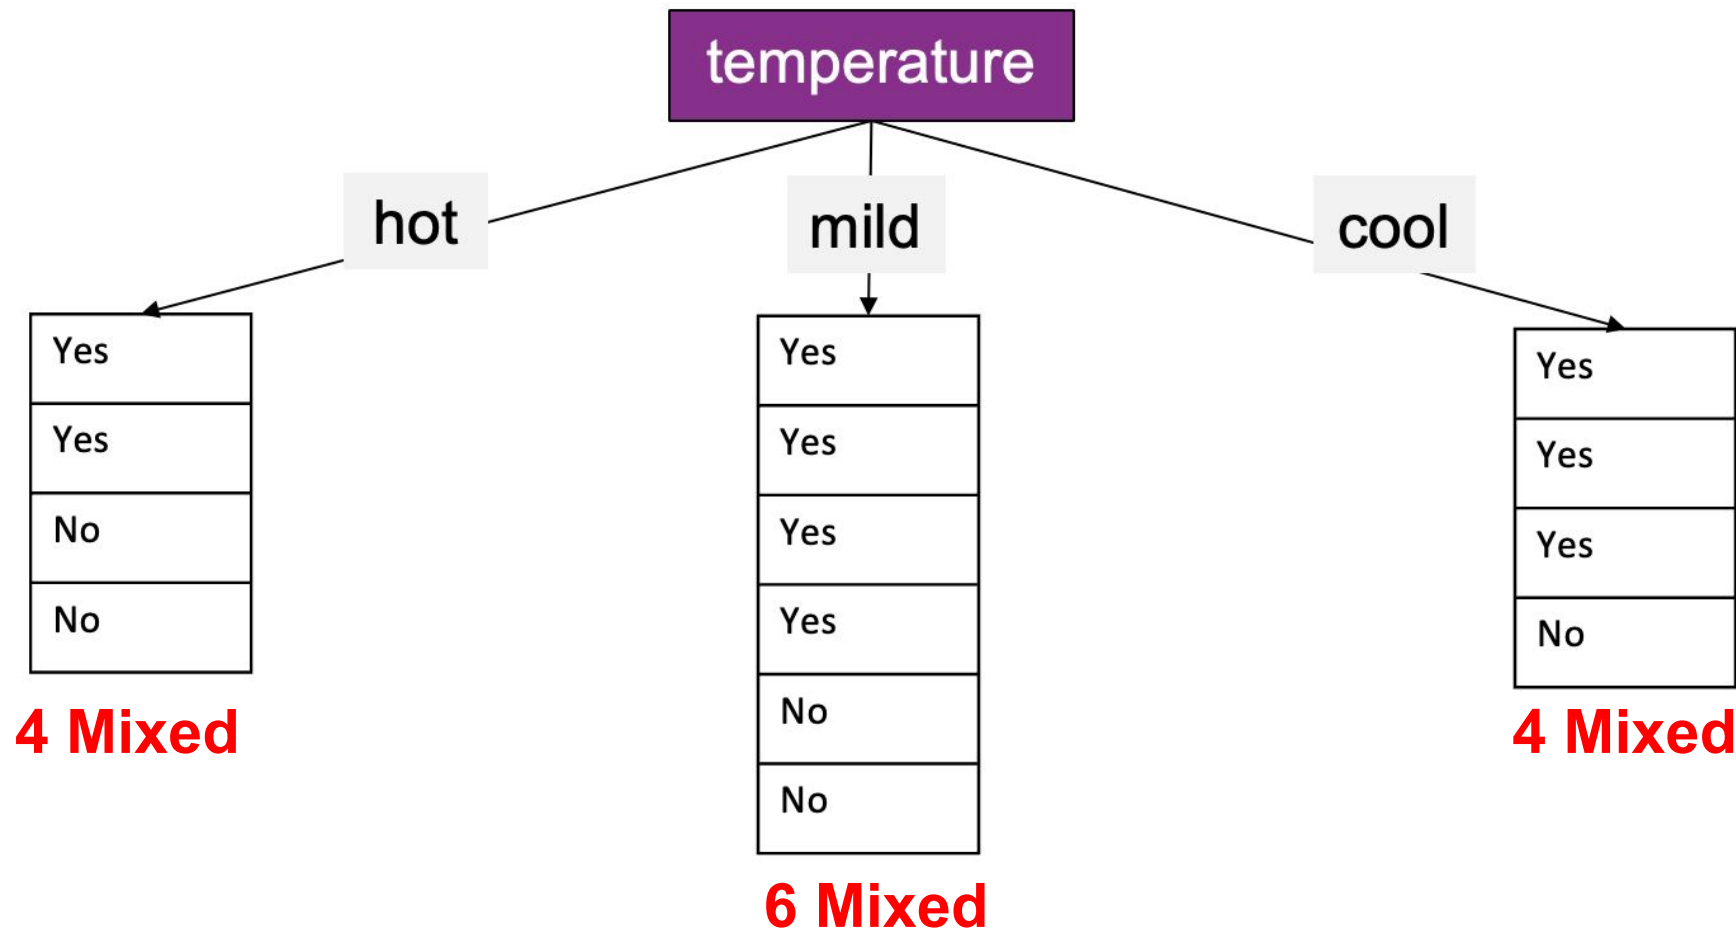 temperature
hot
mild
cool
Yes
Yes
No
No
4 Mixed
Yes
Yes
Yes
Yes
No
No
6 Mixed
Yes
Yes
Yes
No
4 Mixed